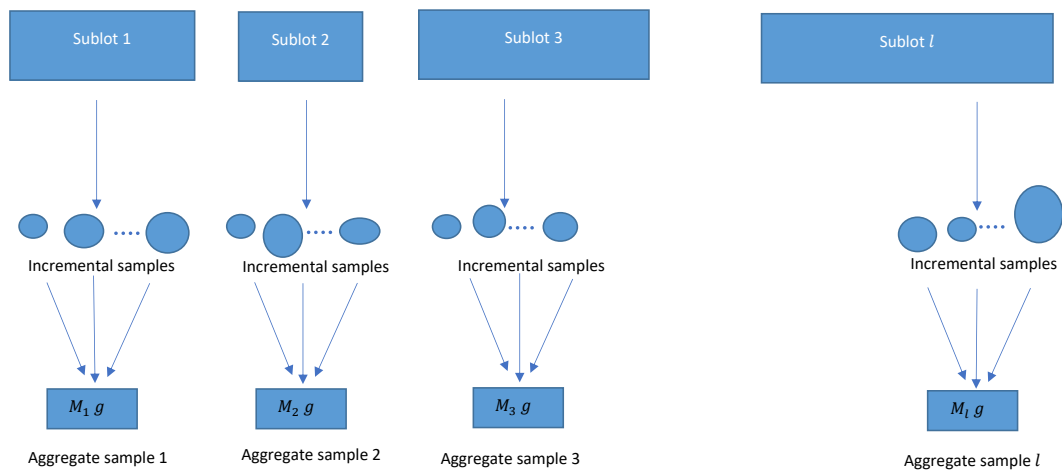 Sublot 1
Sublot 2
Sublot 3
Sublot l
....
....
....
....
Incremental samples
Incremental samples
Incremental samples
Incremental samples
M₁ g
M₂ g
M₃ g
Mₗ g
Aggregate sample 1
Aggregate sample 2
Aggregate sample 3
Aggregate sample l